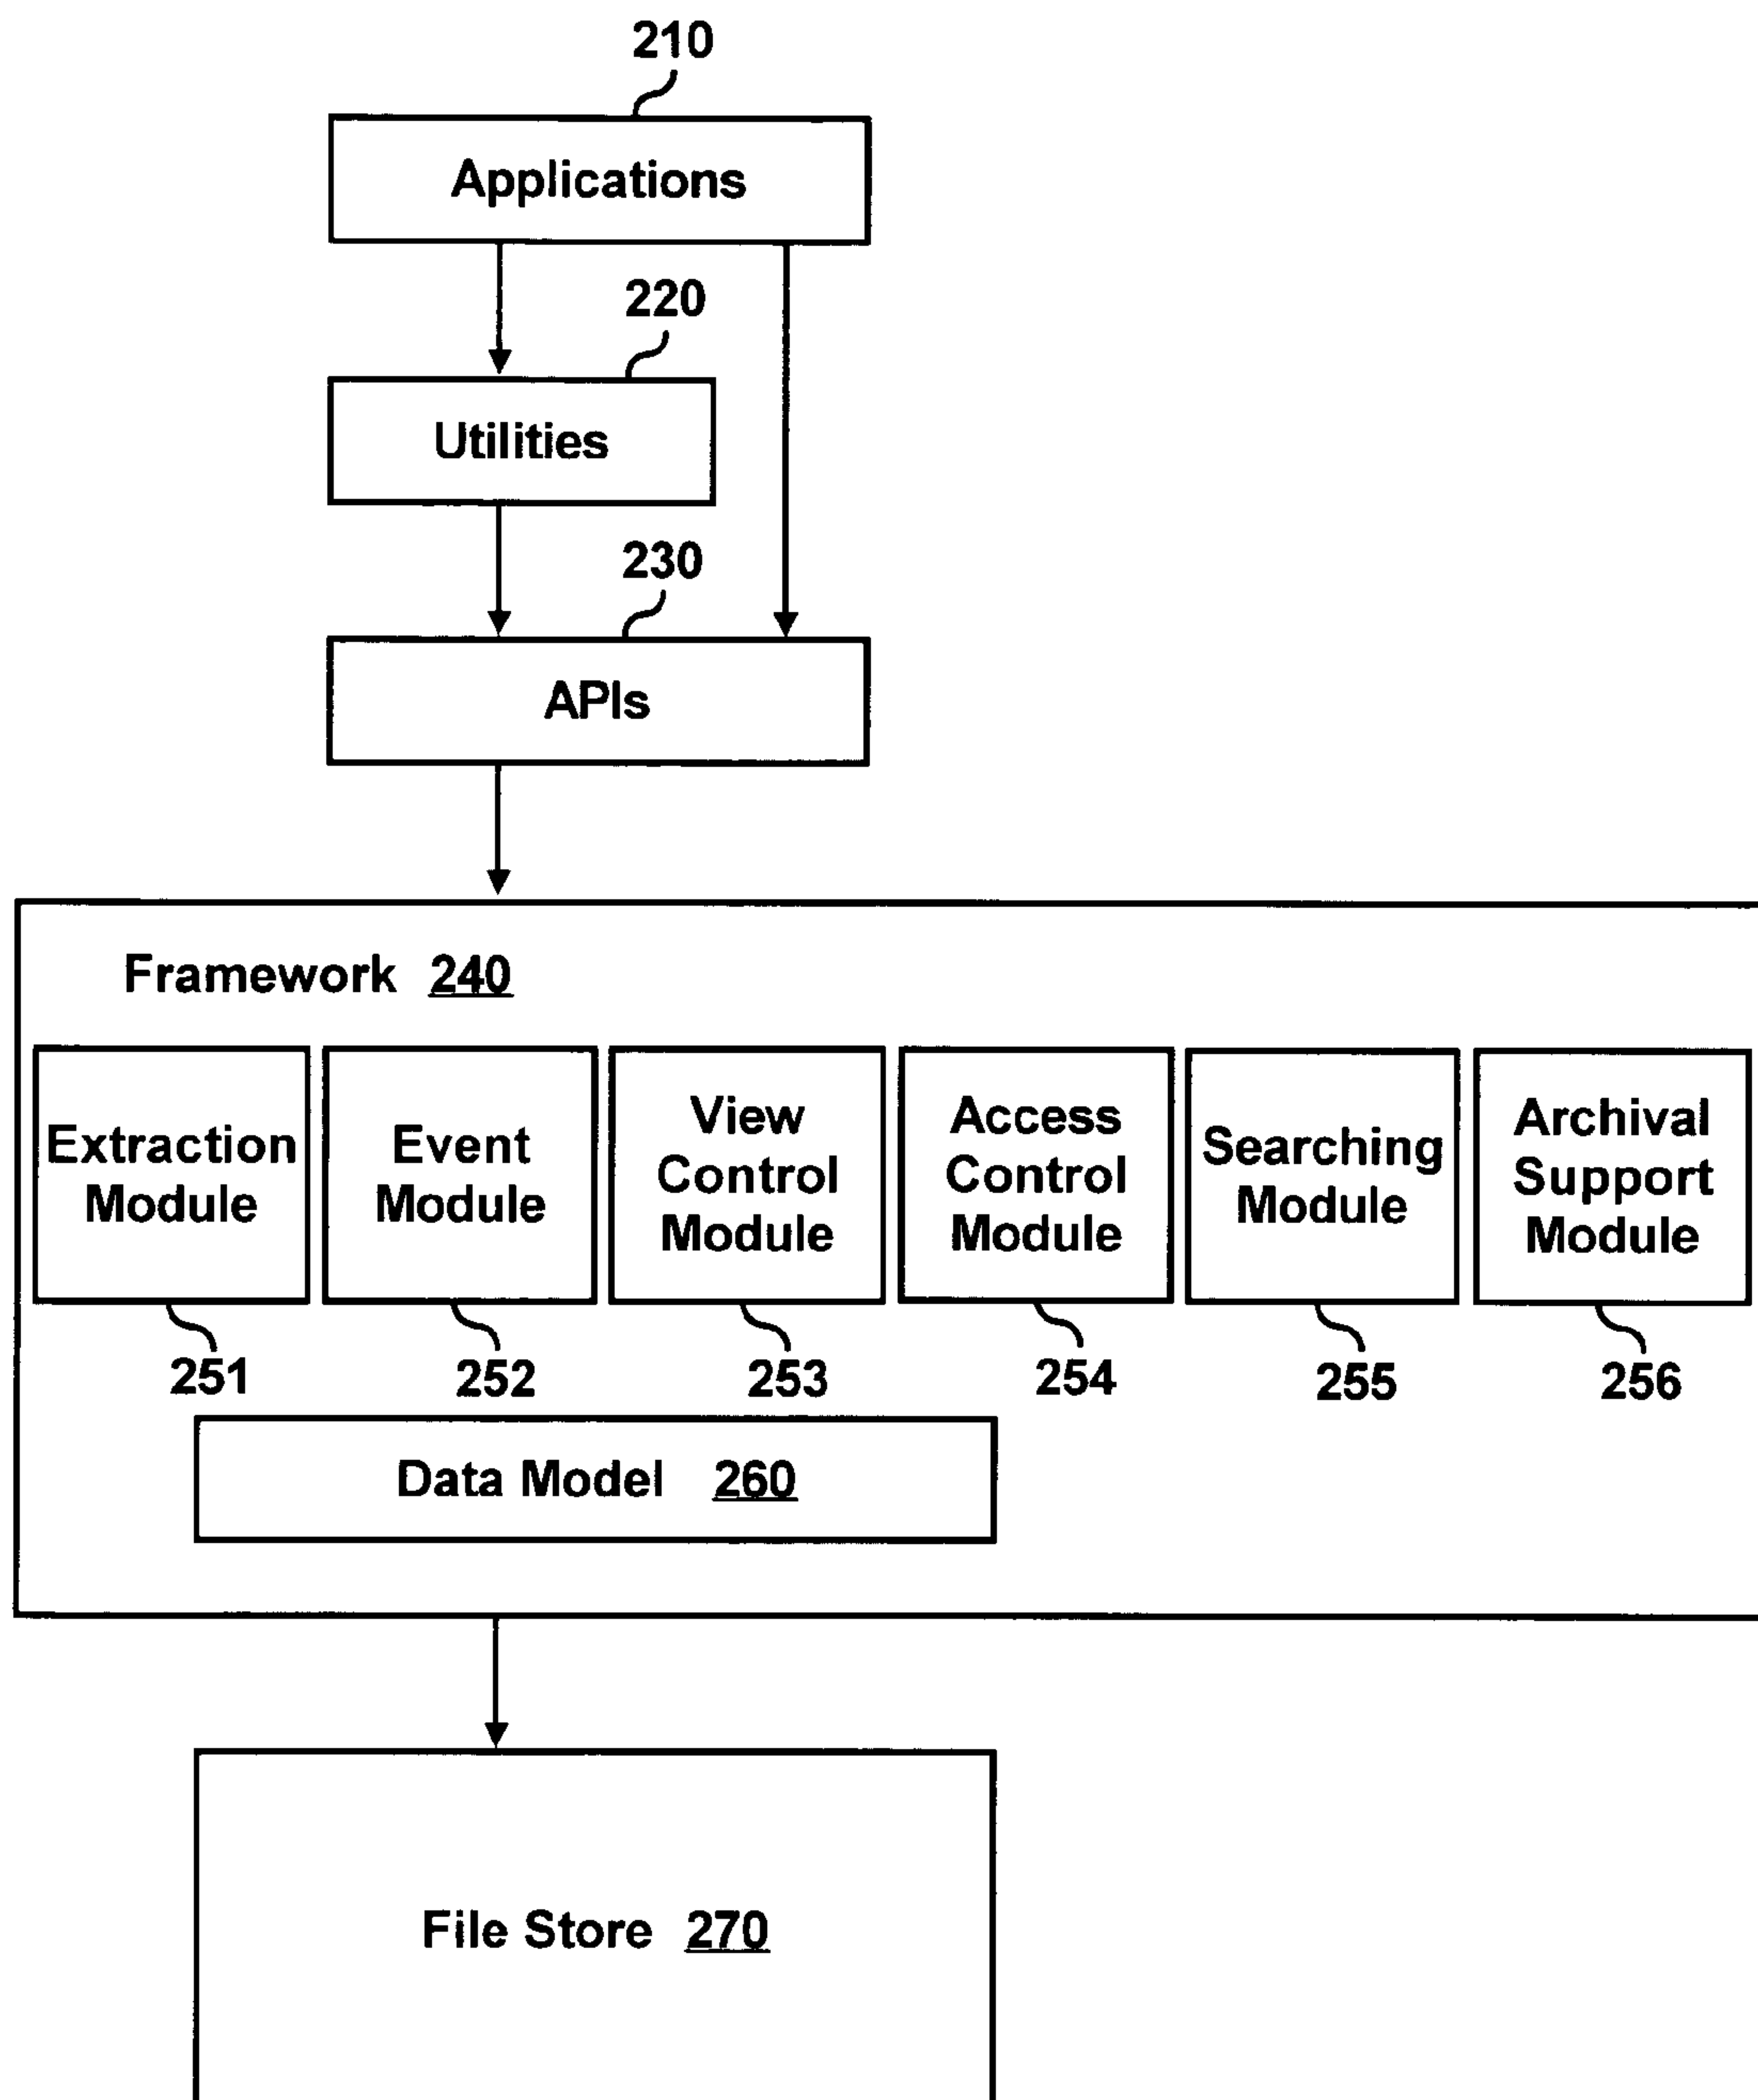 210
Applications
220
Utilities
230
APIs
Framework 240
Extraction
Module
Event
Module
View
Control
Module
Access
Control
Module
Searching
Module
Archival
Support
Module
251
252
253
254
255
256
Data Model 260
File Store 270